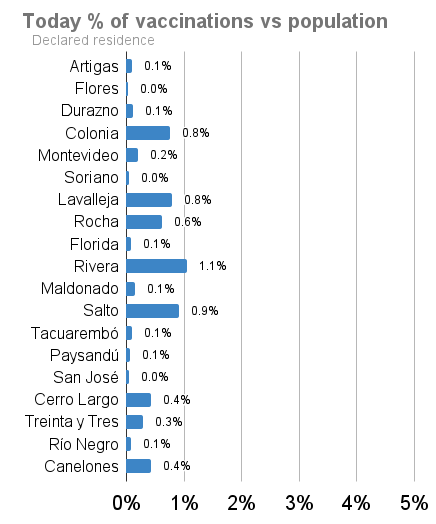 Today % of vaccinations vs population
Declared residence
Artigas 0.1%
Flores 0.0%
Durazno 0.1%
Colonia 0.8%
Montevideo 0.2%
Soriano 0.0%
Lavalleja 0.8%
Rocha 0.6%
Florida 0.1%
Rivera 1.1%
Maldonado 0.1%
Salto 0.9%
Tacuarembó 0.1%
Paysandú 0.1%
San José 0.0%
Cerro Largo 0.4%
Treinta y Tres 0.3%
Río Negro 0.1%
Canelones 0.4%
0% 1% 2% 3% 4% 5%